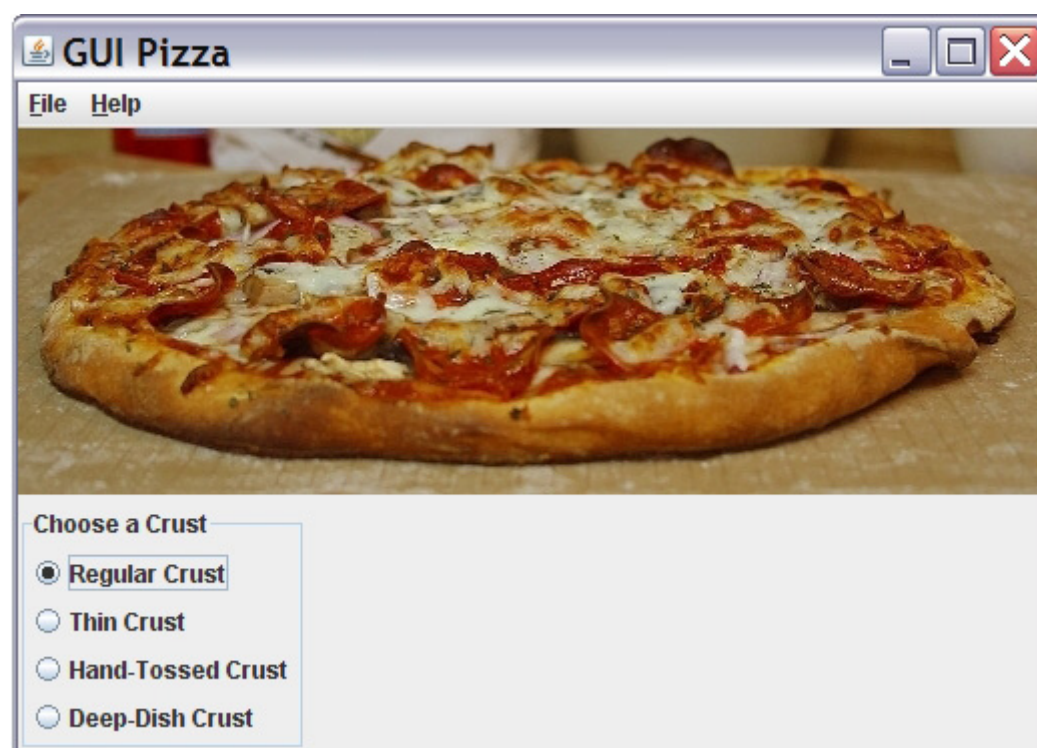 GUI Pizza
File Help
Choose a Crust
Regular Crust
Thin Crust
Hand-Tossed Crust
Deep-Dish Crust